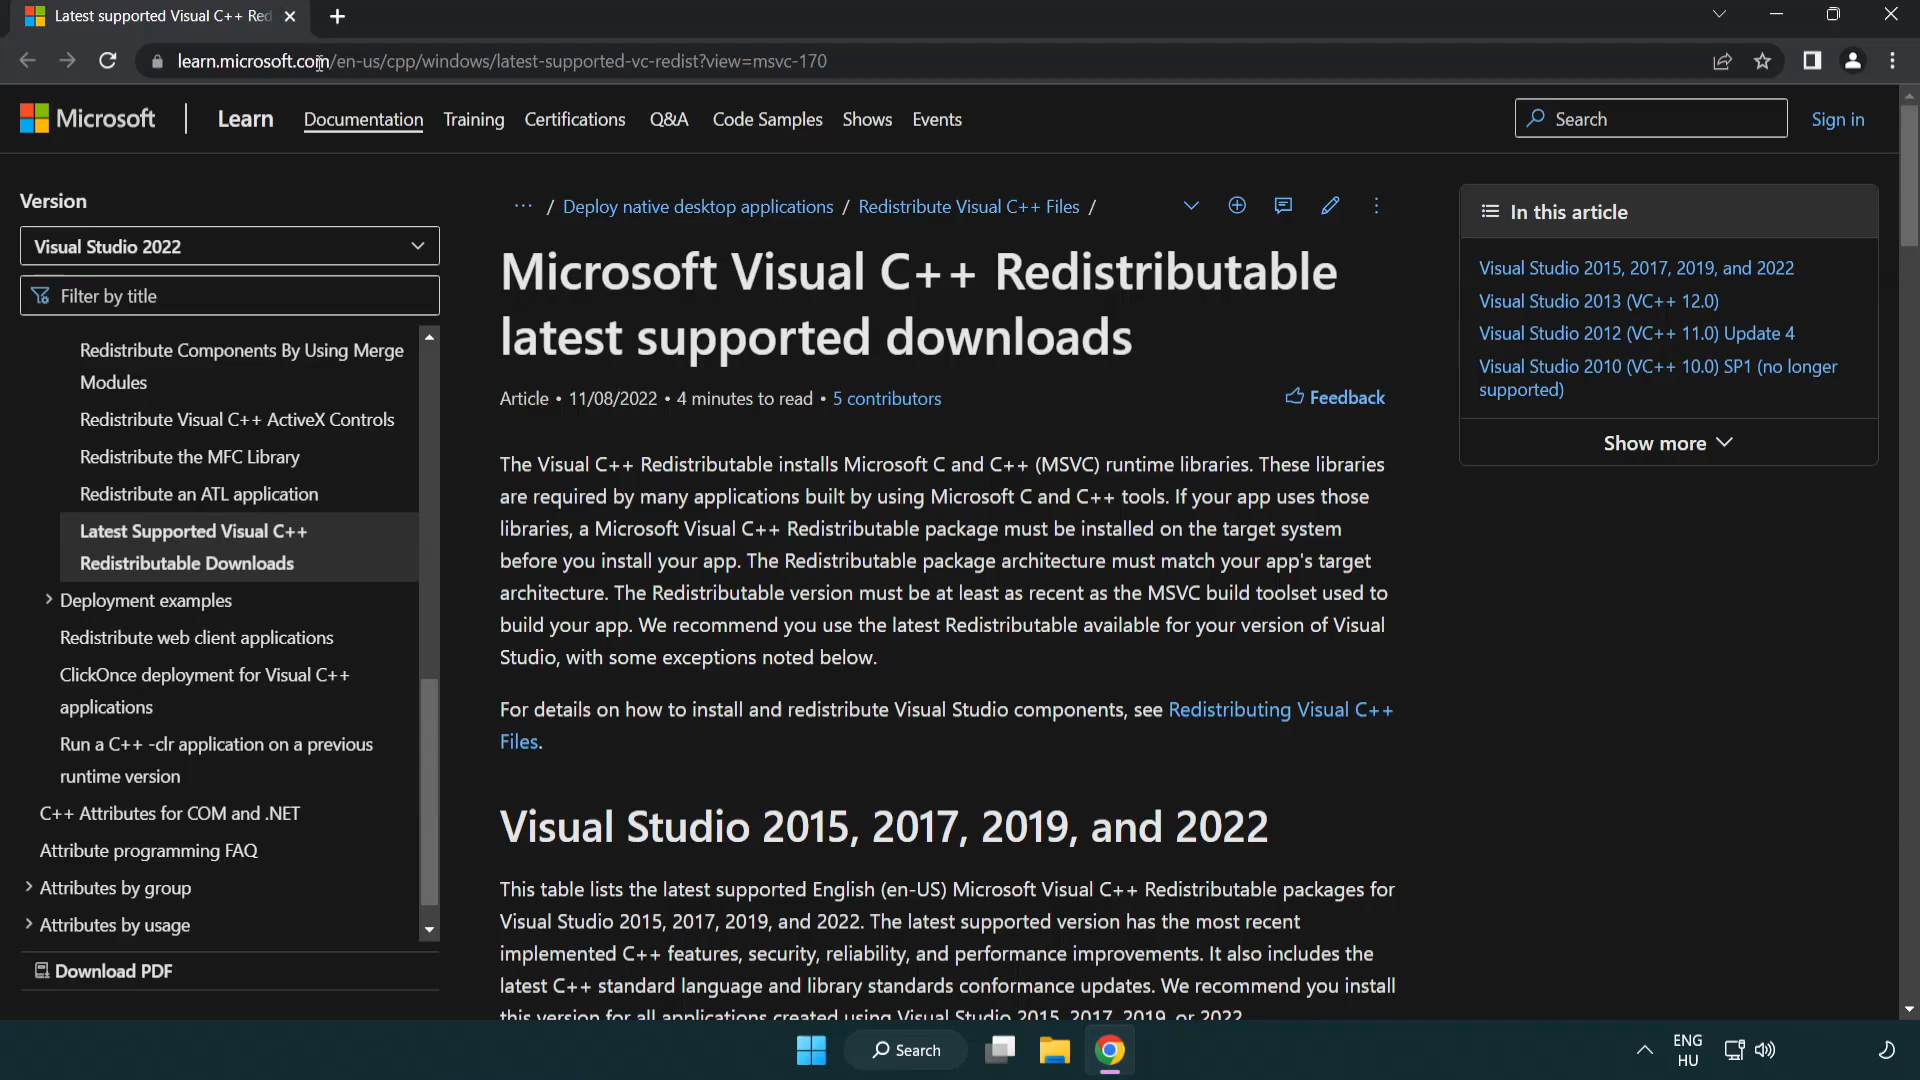 Latest supported Visual C++ Red
learn.microsoft.com/en-us/cpp/windows/latest-supported-vc-redist?view=msvc-170
Microsoft
Learn
Documentation
Training
Certifications
Q&A
Code Samples
Shows
Events
Search
Sign in
Version
Visual Studio 2022
Filter by title
Redistribute Components By Using Merge
Modules
Redistribute Visual C++ ActiveX Controls
Redistribute the MFC Library
Redistribute an ATL application
Latest Supported Visual C++
Redistributable Downloads
Deployment examples
Redistribute web client applications
ClickOnce deployment for Visual C++
applications
Run a C++ -clr application on a previous
runtime version
C++ Attributes for COM and .NET
Attribute programming FAQ
Attributes by group
Attributes by usage
Download PDF
... / Deploy native desktop applications / Redistribute Visual C++ Files /
Microsoft Visual C++ Redistributable
latest supported downloads
Article • 11/08/2022 • 4 minutes to read • 5 contributors
Feedback
The Visual C++ Redistributable installs Microsoft C and C++ (MSVC) runtime libraries. These libraries
are required by many applications built by using Microsoft C and C++ tools. If your app uses those
libraries, a Microsoft Visual C++ Redistributable package must be installed on the target system
before you install your app. The Redistributable package architecture must match your app's target
architecture. The Redistributable version must be at least as recent as the MSVC build toolset used to
build your app. We recommend you use the latest Redistributable available for your version of Visual
Studio, with some exceptions noted below.
For details on how to install and redistribute Visual Studio components, see Redistributing Visual C++
Files.
Visual Studio 2015, 2017, 2019, and 2022
This table lists the latest supported English (en-US) Microsoft Visual C++ Redistributable packages for
Visual Studio 2015, 2017, 2019, and 2022. The latest supported version has the most recent
implemented C++ features, security, reliability, and performance improvements. It also includes the
latest C++ standard language and library standards conformance updates. We recommend you install
this version for all applications created using Visual Studio 2015, 2017, 2019, or 2022.
In this article
Visual Studio 2015, 2017, 2019, and 2022
Visual Studio 2013 (VC++ 12.0)
Visual Studio 2012 (VC++ 11.0) Update 4
Visual Studio 2010 (VC++ 10.0) SP1 (no longer
supported)
Show more
Search
ENG
HU